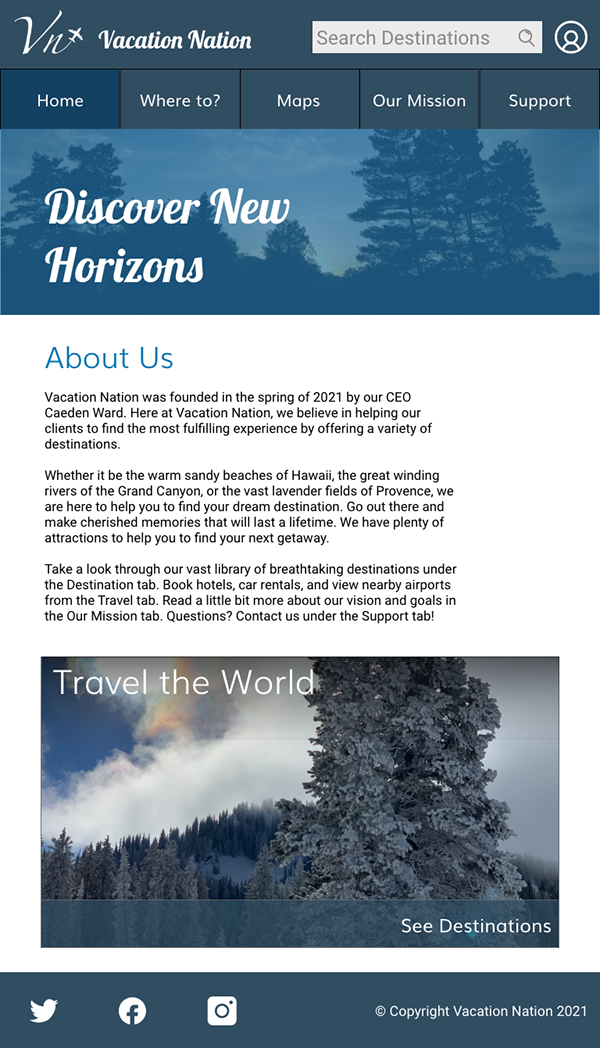 Vn
Vacation Nation
Search Destinations
Home
Where to?
Maps
Our Mission
Support
Discover New
Horizons
About Us
Vacation Nation was founded in the spring of 2021 by our CEO
Caeden Ward. Here at Vacation Nation, we believe in helping our
clients to find the most fulfilling experience by offering a variety of
destinations.
Whether it be the warm sandy beaches of Hawaii, the great winding
rivers of the Grand Canyon, or the vast lavender fields of Provence, we
are here to help you to find your dream destination. Go out there and
make cherished memories that will last a lifetime. We have plenty of
attractions to help you to find your next getaway.
Take a look through our vast library of breathtaking destinations under
the Destination tab. Book hotels, car rentals, and view nearby airports
from the Travel tab. Read a little bit more about our vision and goals in
the Our Mission tab. Questions? Contact us under the Support tab!
Travel the World
See Destinations
© Copyright Vacation Nation 2021